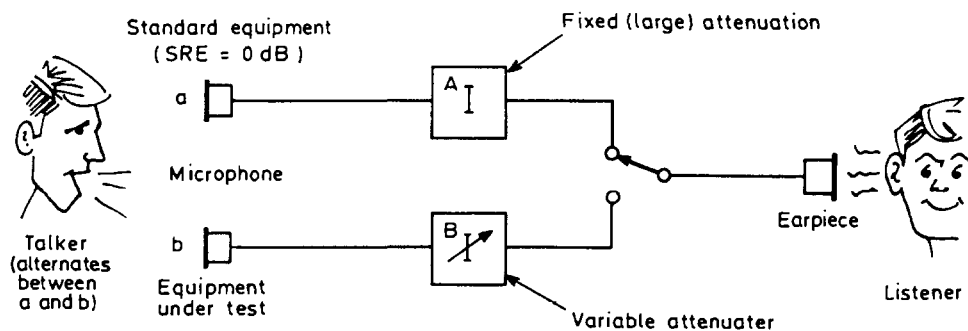 Standard equipment
(SRE = 0 dB)
Fixed (large) attenuation
a
A
I
Microphone
b
B
I
Earpiece
Talker
(alternates
between
a and b)
Equipment
under test
Variable attenuater
Listener